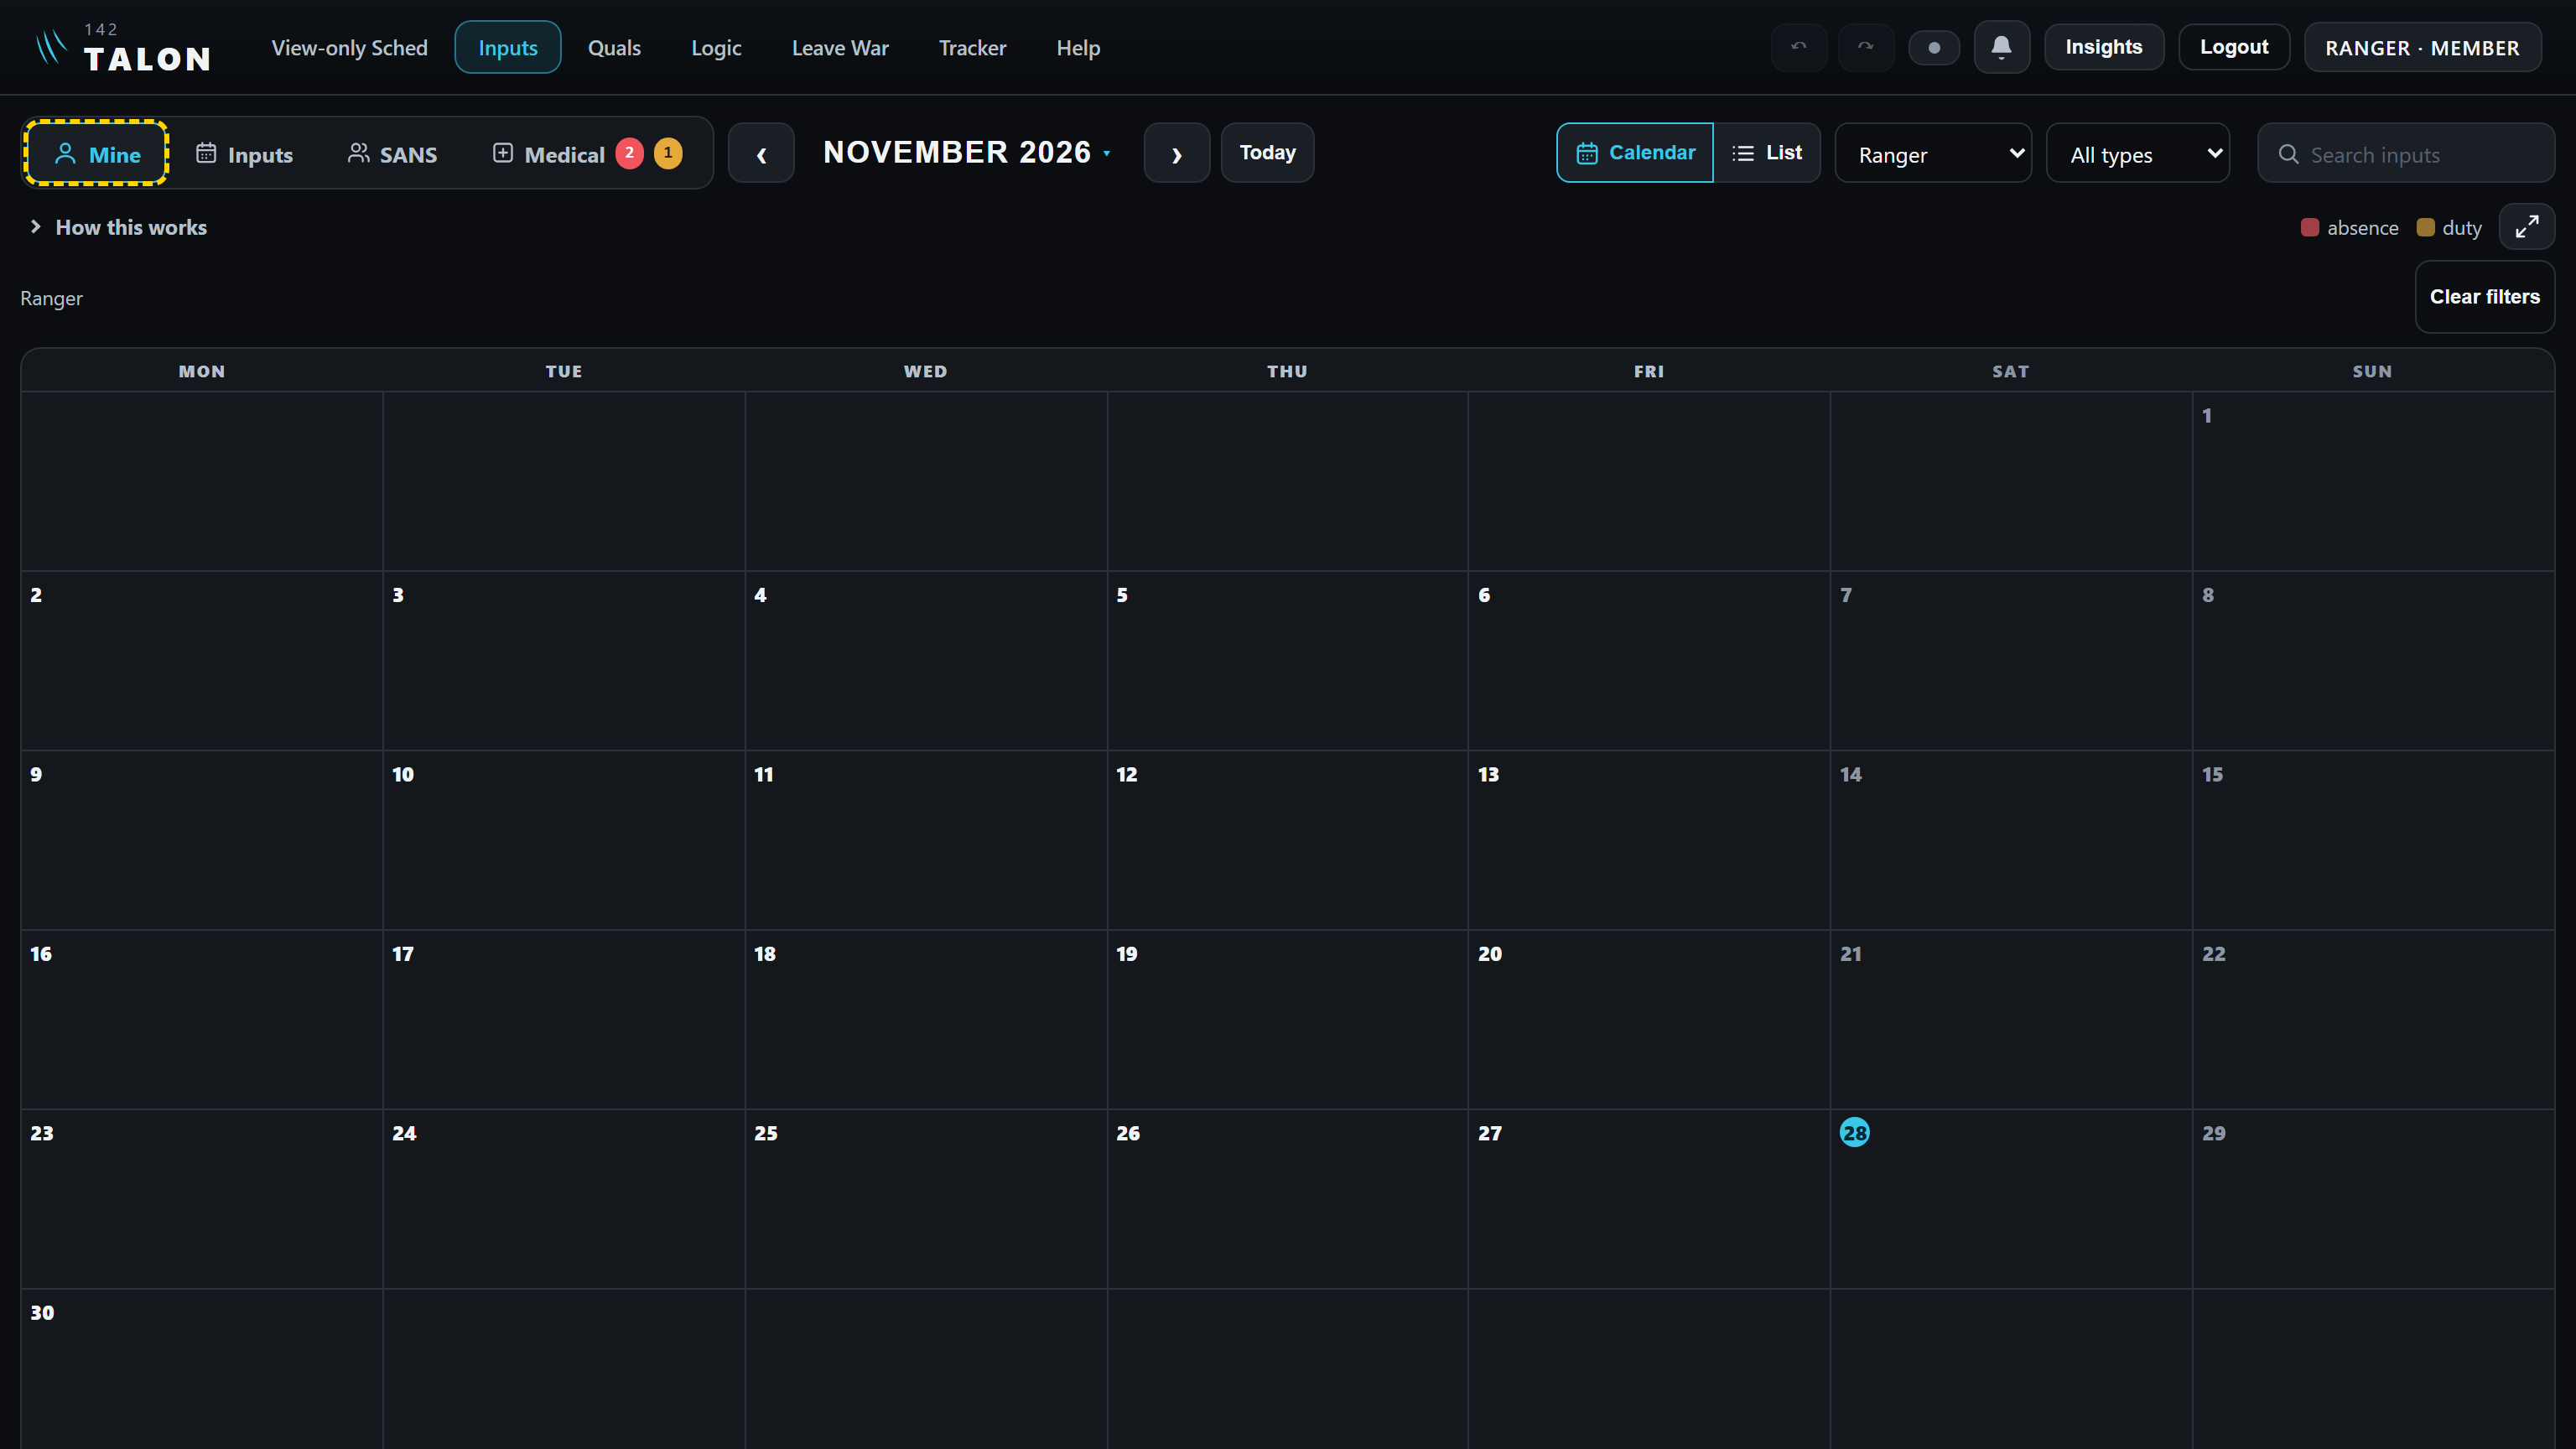 142
TALON
View-only Sched
Inputs
Quals
Logic
Leave War
Tracker
Help
Insights
Logout
RANGER · MEMBER
Mine
Inputs
SANS
Medical 2 1
‹
NOVEMBER 2026
›
Today
Calendar
List
Ranger
All types
Search inputs
How this works
absence
duty
Ranger
Clear filters
MON TUE WED THU FRI SAT SUN
1
2 3 4 5 6 7 8
9 10 11 12 13 14 15
16 17 18 19 20 21 22
23 24 25 26 27 28 29
30